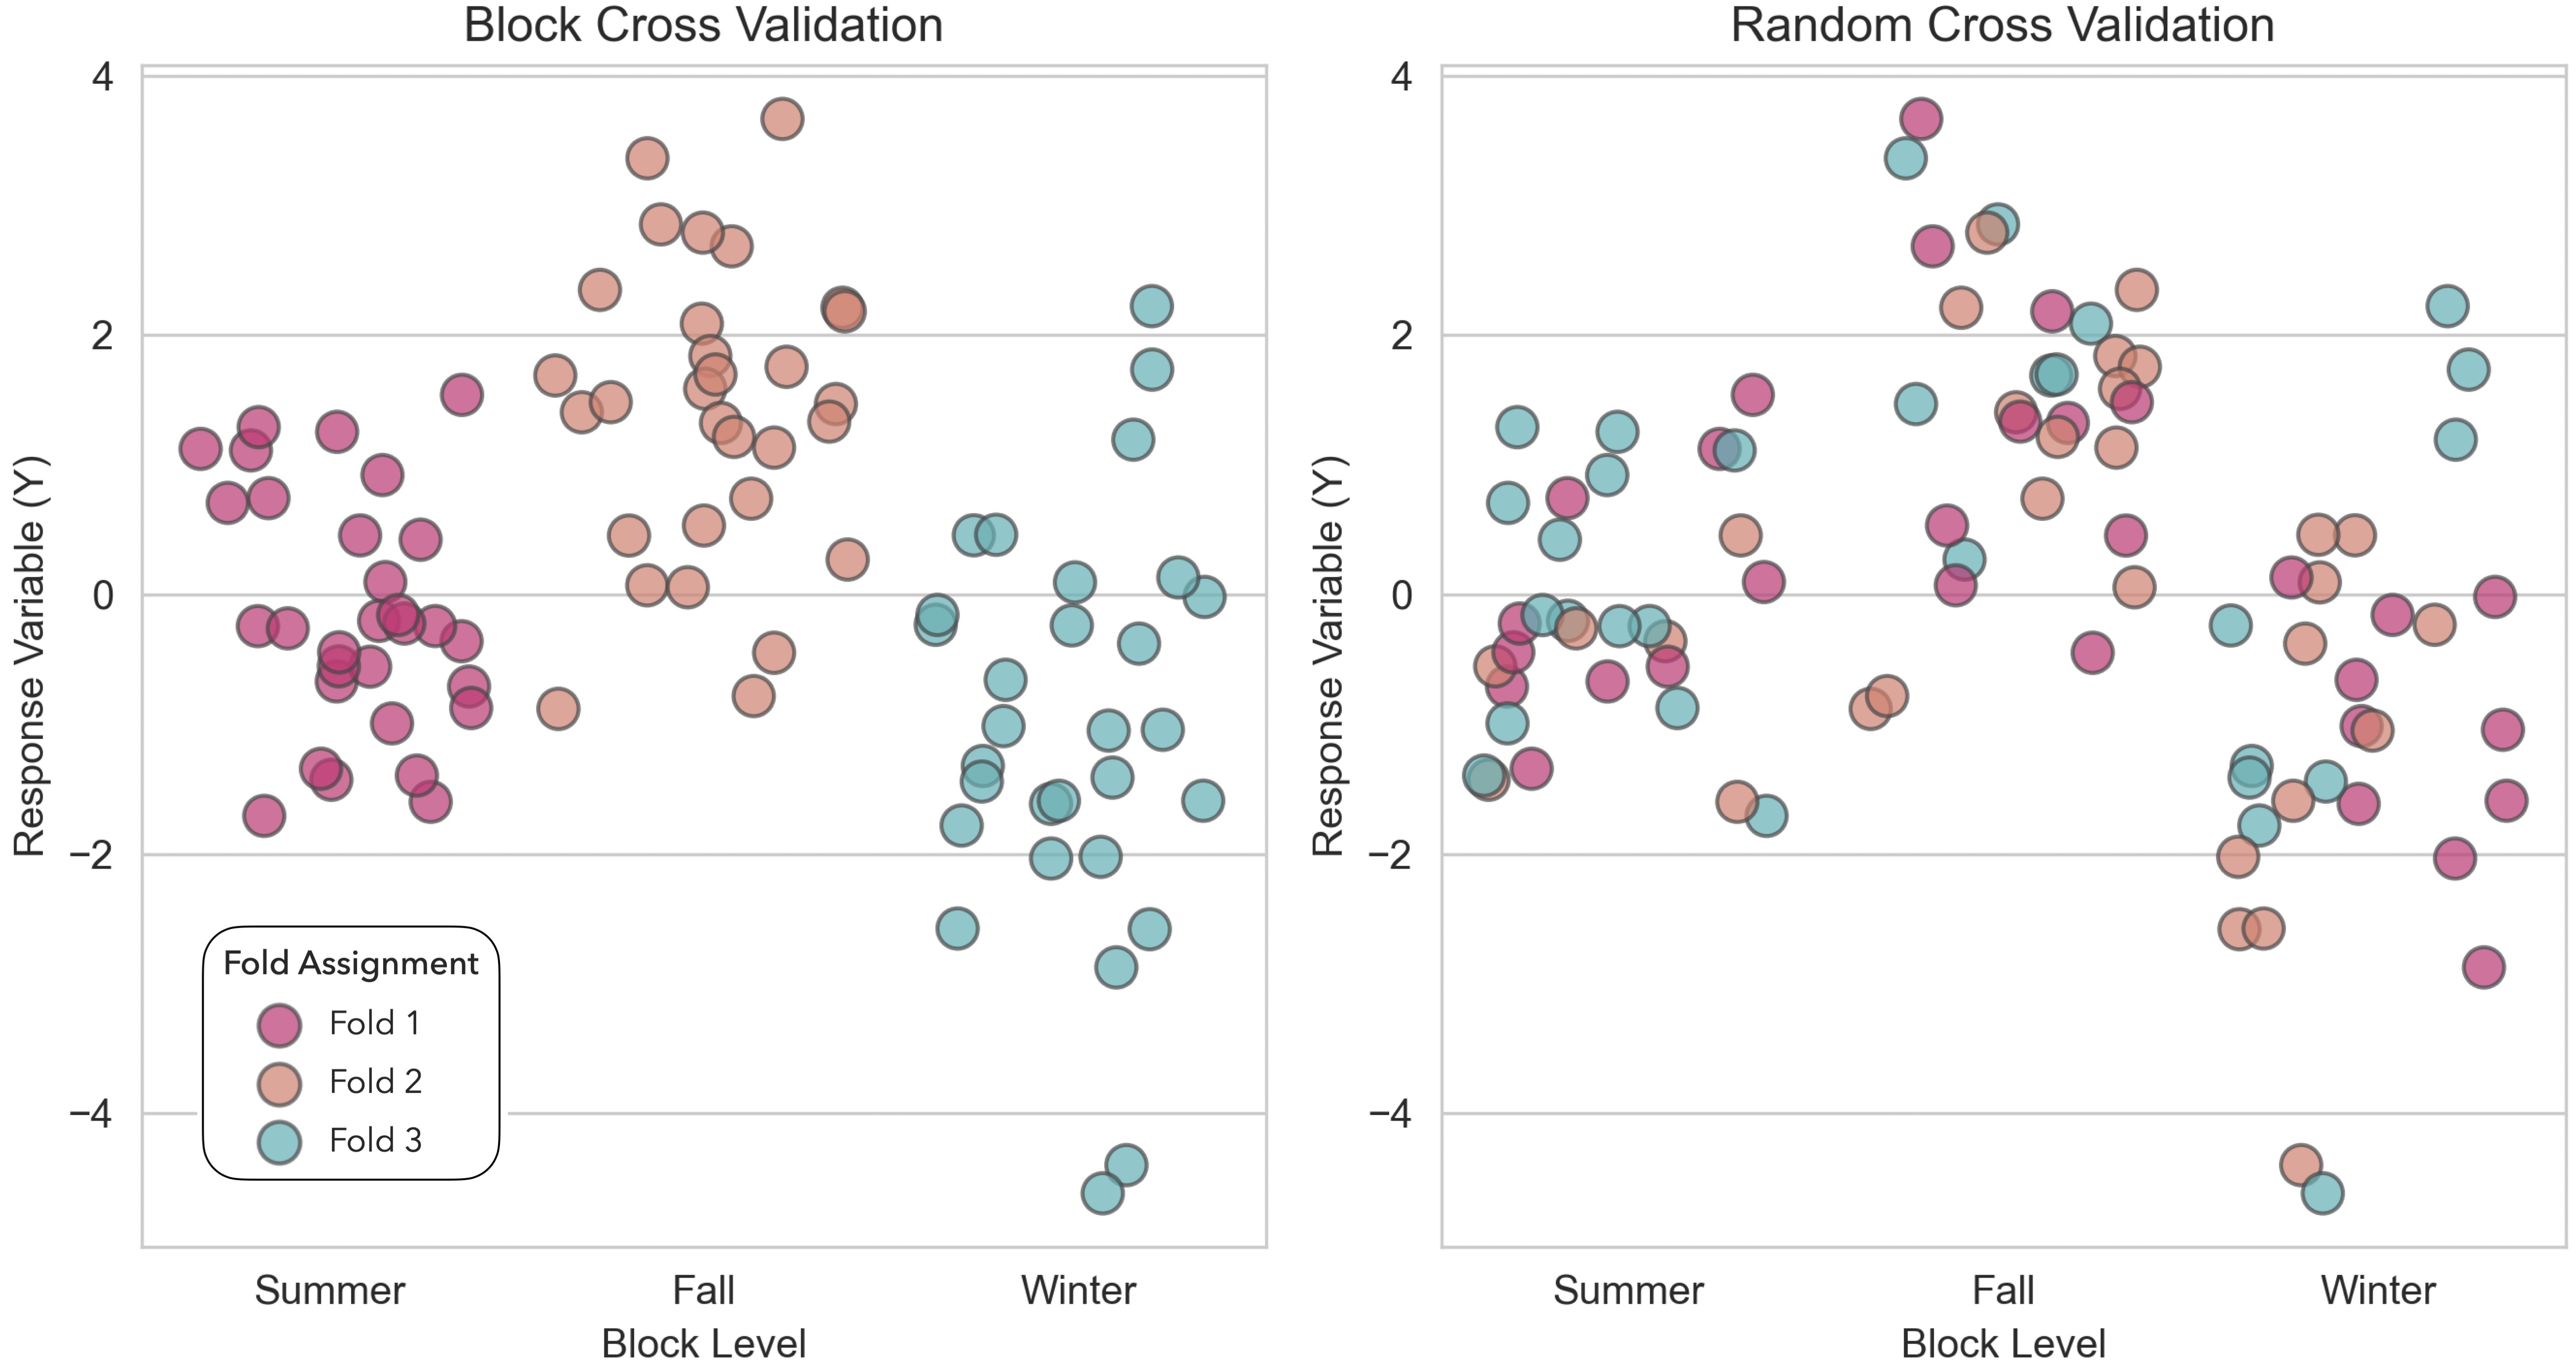 Block Cross Validation
Response Variable (Y)
4
2
0
−2
−4
Fold Assignment
Fold 1
Fold 2
Fold 3
Summer
Fall
Winter
Block Level
Random Cross Validation
Response Variable (Y)
4
2
0
−2
−4
Summer
Fall
Winter
Block Level